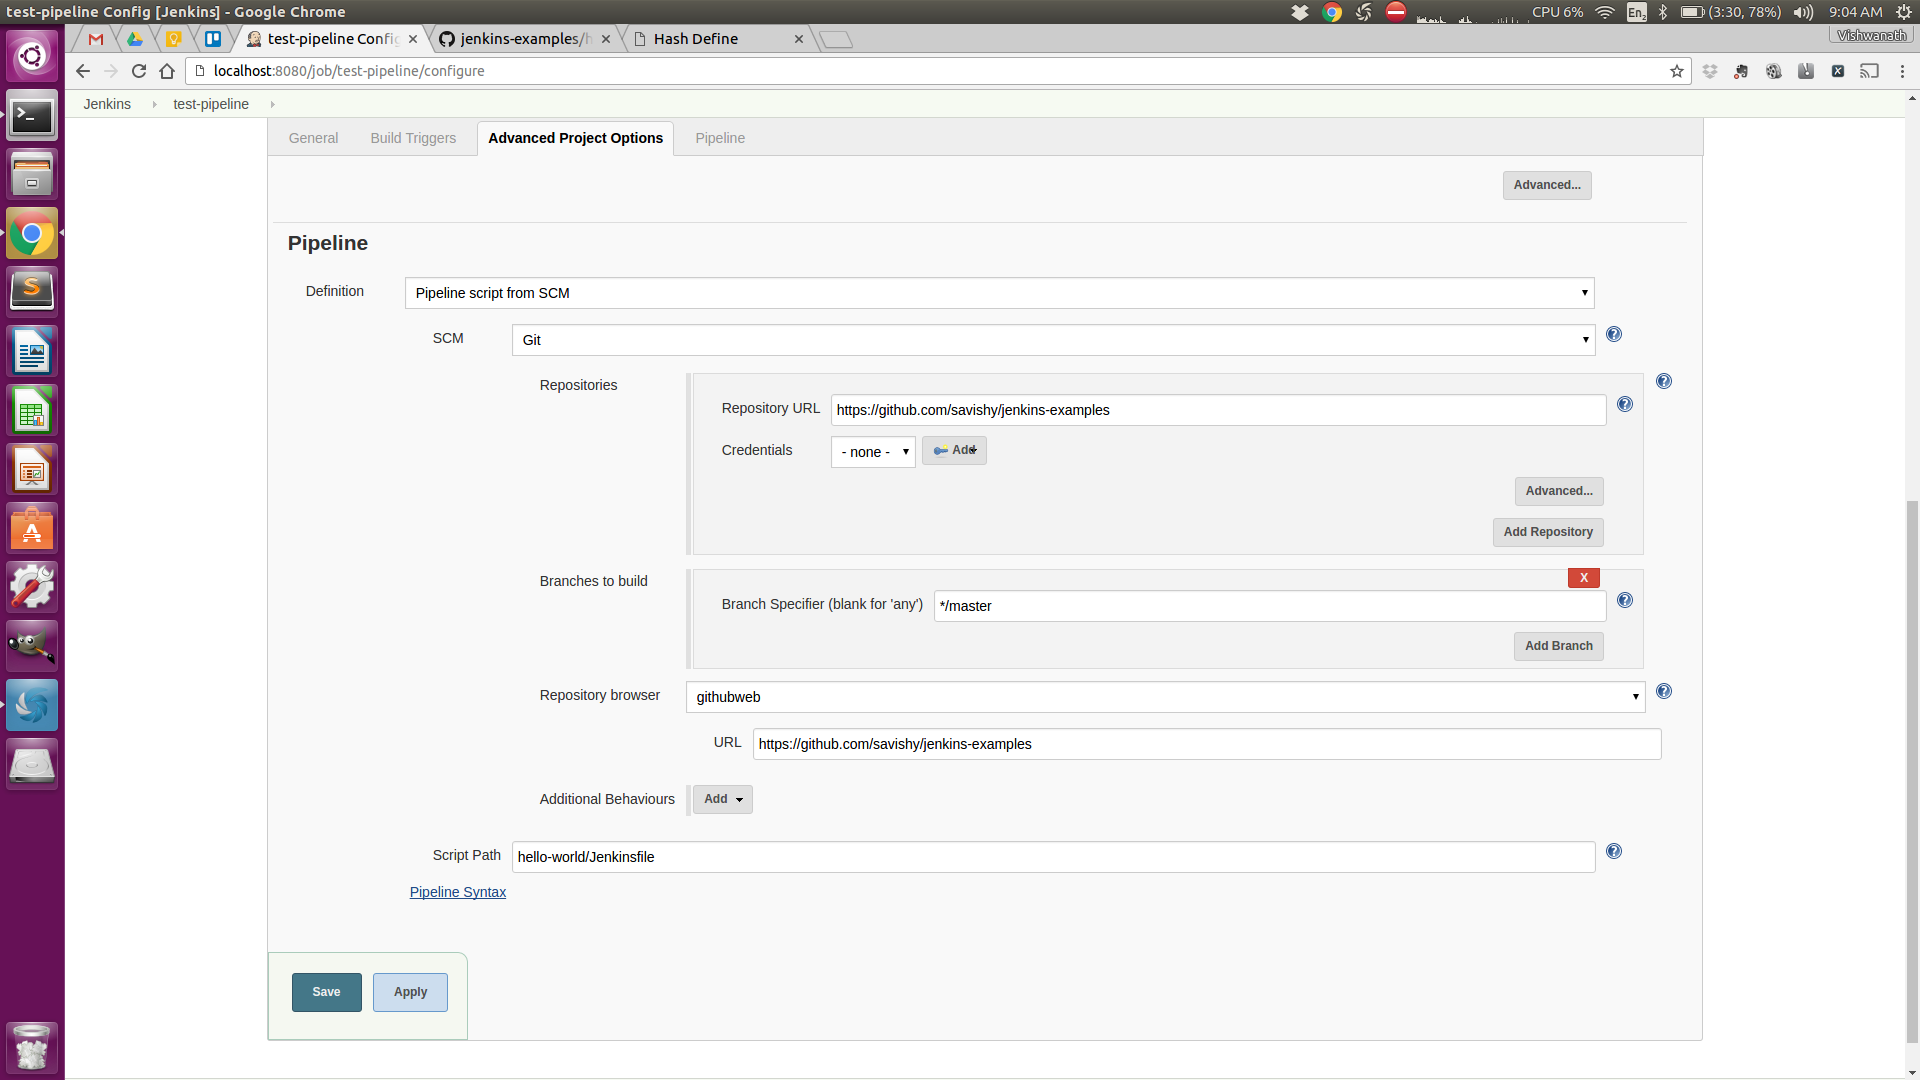 test-pipeline Config [Jenkins] - Google Chrome
En2
CPU 6%
(3:30, 78%)
9:04 AM
test-pipeline Config
jenkins-examples/h
Hash Define
Vishwanath
localhost:8080/job/test-pipeline/configure
Jenkins
test-pipeline
General
Build Triggers
Advanced Project Options
Pipeline
Advanced...
Pipeline
Definition
Pipeline script from SCM
SCM
Git
Repositories
Repository URL
https://github.com/savishy/jenkins-examples
Credentials
- none -
Add
Advanced...
Add Repository
Branches to build
X
Branch Specifier (blank for 'any')
*/master
Add Branch
Repository browser
githubweb
URL
https://github.com/savishy/jenkins-examples
Additional Behaviours
Add
Script Path
hello-world/Jenkinsfile
Pipeline Syntax
Save
Apply